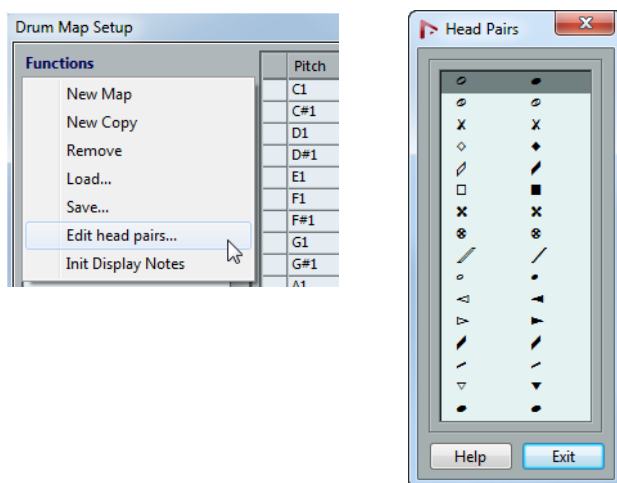 Drum Map Setup
Functions
New Map
New Copy
Remove
Load...
Save...
Edit head pairs...
Init Display Notes
Pitch
C1
C#1
D1
D#1
E1
F1
F#1
G1
G#1
A1
Head Pairs
Help
Exit